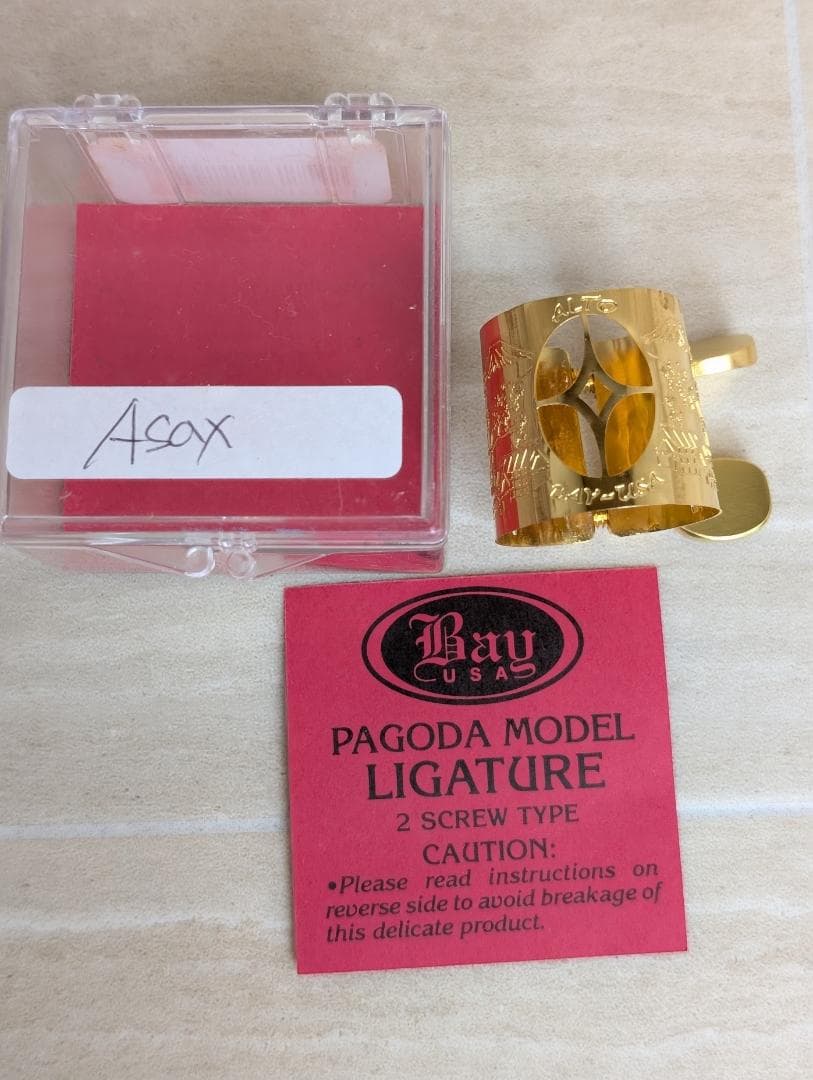 Asax
ALTO
BAY-USA
Bay
USA
PAGODA MODEL
LIGATURE
2 SCREW TYPE
CAUTION:
•Please read instructions on
reverse side to avoid breakage of
this delicate product.